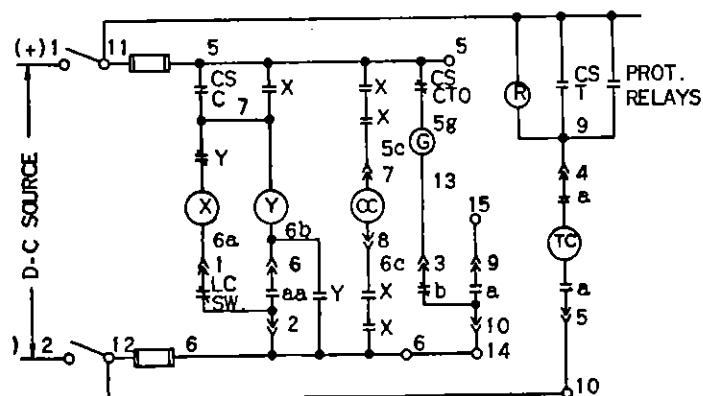 (+) 1 11 5 5
CS
C
X
X
X
CS
CTO
R
CS
T
PROT.
RELAYS
7
5g
G
9
Y
5c
7
13
4
a
X
Y
CC
15
TC
6a
6b
8
1
6
6c
3
9
a
LC
SW.
aa
Y
X
b
a
5
2
X
10
) 2 12 6 6 14
10
D-C SOURCE